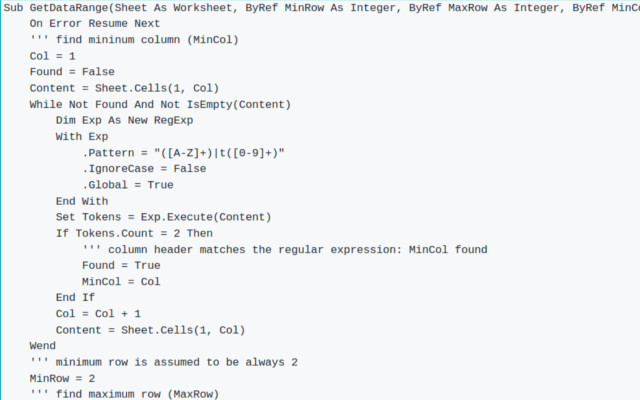 Sub GetDataRange(Sheet As Worksheet, ByRef MinRow As Integer, ByRef MaxRow As Integer, ByRef MinCo
On Error Resume Next
''' find mininum column (MinCol)
Col = 1
Found = False
Content = Sheet.Cells(1, Col)
While Not Found And Not IsEmpty(Content)
Dim Exp As New RegExp
With Exp
.Pattern = "([A-Z]+)|t([0-9]+)"
.IgnoreCase = False
.Global = True
End With
Set Tokens = Exp.Execute(Content)
If Tokens.Count = 2 Then
''' column header matches the regular expression: MinCol found
Found = True
MinCol = Col
End If
Col = Col + 1
Content = Sheet.Cells(1, Col)
Wend
''' minimum row is assumed to be always 2
MinRow = 2
''' find maximum row (MaxRow)